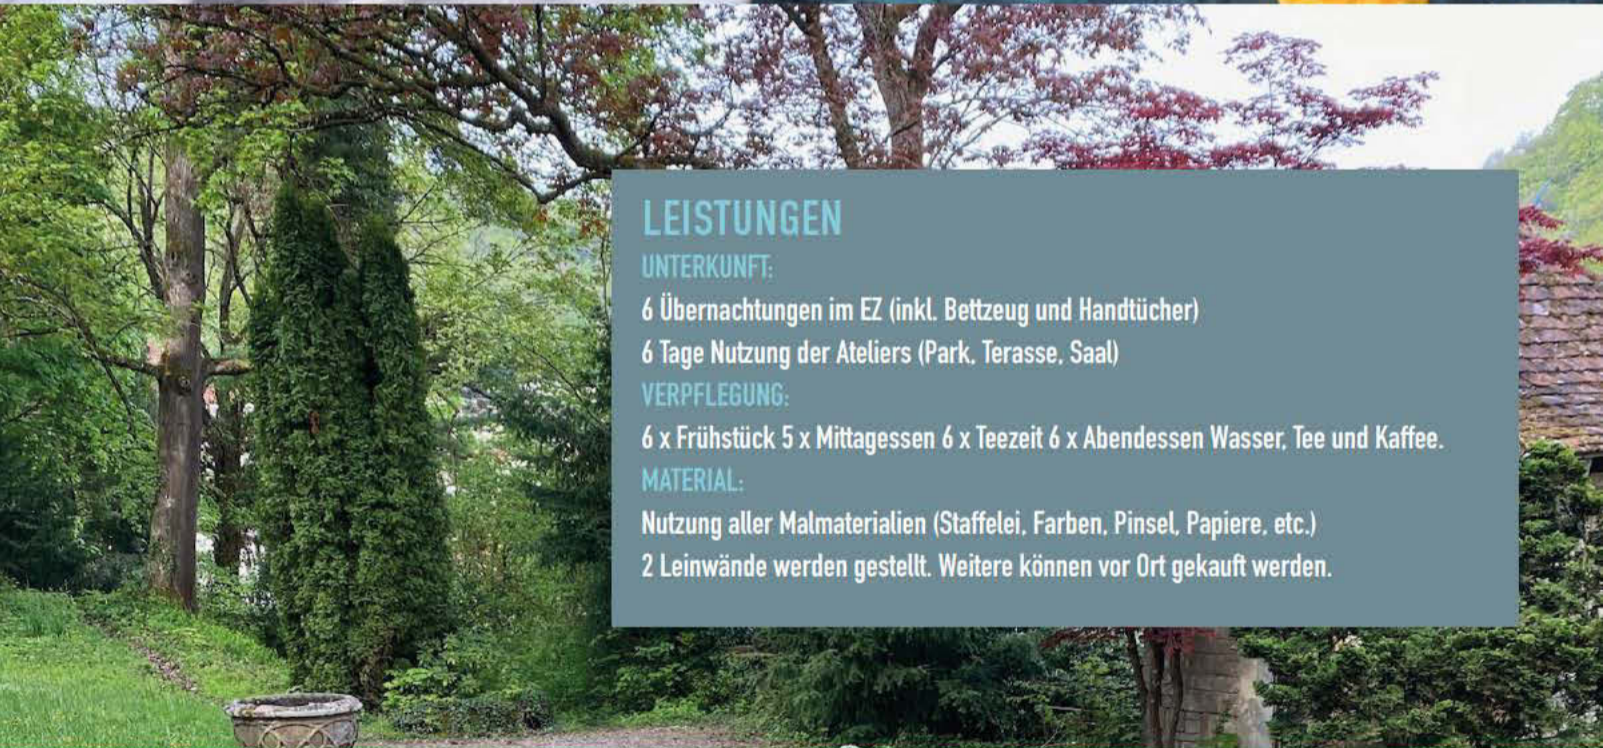 LEISTUNGEN
UNTERKUNFT:
6 Übernachtungen im EZ (inkl. Bettzeug und Handtücher)
6 Tage Nutzung der Ateliers (Park, Terasse, Saal)
VERPFLEGUNG:
6 x Frühstück 5 x Mittagessen 6 x Teezeit 6 x Abendessen Wasser, Tee und Kaffee.
MATERIAL:
Nutzung aller Malmaterialien (Staffelei, Farben, Pinsel, Papiere, etc.)
2 Leinwände werden gestellt. Weitere können vor Ort gekauft werden.